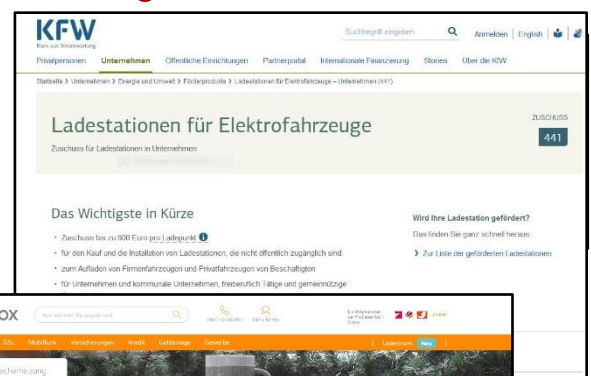 KFW
Bank aus Verantwortung
Suchbegriff eingeben
Anmelden | English
Privatpersonen Unternehmen Öffentliche Einrichtungen Partnerportal Internationale Finanzierung Stories Über die KfW
Startseite > Unternehmen > Energie und Umwelt > Förderprodukte > Ladestationen für Elektrofahrzeuge – Unternehmen (441)
Ladestationen für Elektrofahrzeuge
ZUSCHUSS
441
Zuschuss für Ladestationen in Unternehmen
Das Wichtigste in Kürze
Wird Ihre Ladestation gefördert?
• Zuschuss bis zu 900 Euro pro Ladepunkt
Das finden Sie ganz schnell heraus.
• für den Kauf und die Installation von Ladestationen, die nicht öffentlich zugänglich sind
> Zur Liste der geförderten Ladestationen
• zum Aufladen von Firmenfahrzeugen und Privatfahrzeugen von Beschäftigten
• für Unternehmen und kommunale Unternehmen, freiberuflich Tätige und gemeinnützige
OX
DSL Mobilfunk Versicherungen Kredit Geldanlage Gewerbe Ladestrom Neu